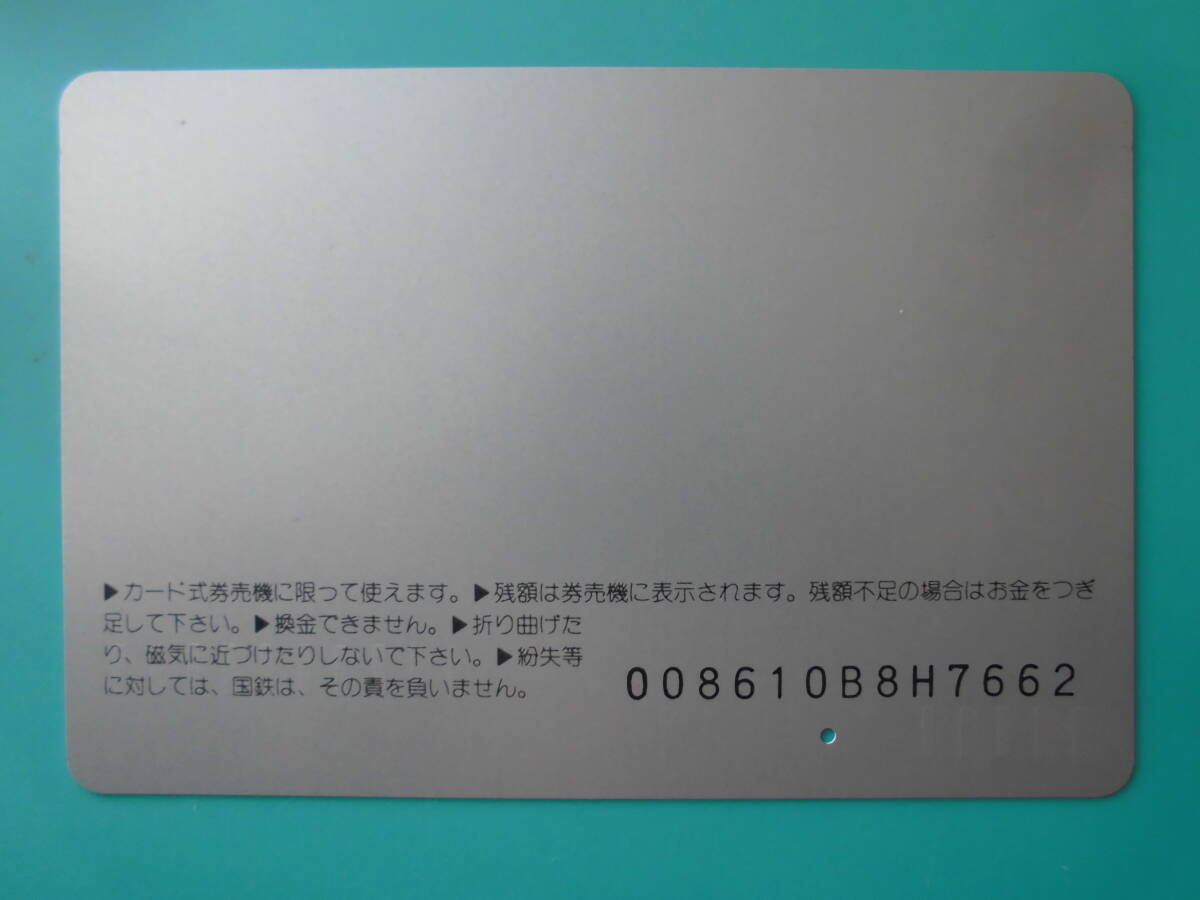 ▶カード式券売機に限って使えます。▶残額は券売機に表示されます。残額不足の場合はお金をつぎ
足して下さい。▶換金できません。▶折り曲げた
り、磁気に近づけたりしないで下さい。▶紛失等
に対しては、国鉄は、その責を負いません。
008610B8H7662